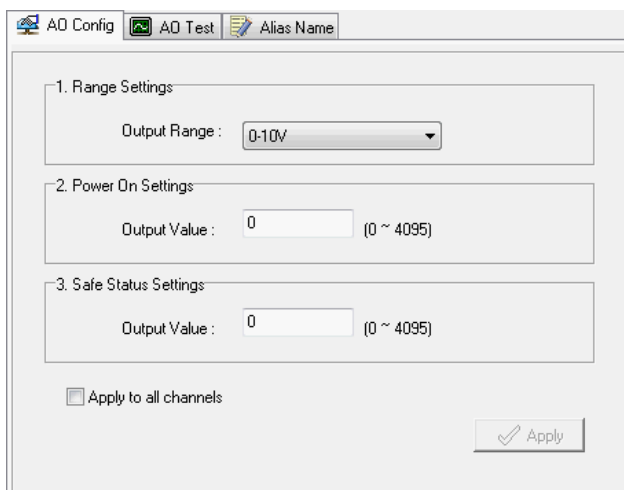 AO Config AO Test Alias Name
1. Range Settings
Output Range : 0-10V
2. Power On Settings
Output Value : 0 (0 ~ 4095)
3. Safe Status Settings
Output Value : 0 (0 ~ 4095)
Apply to all channels
Apply